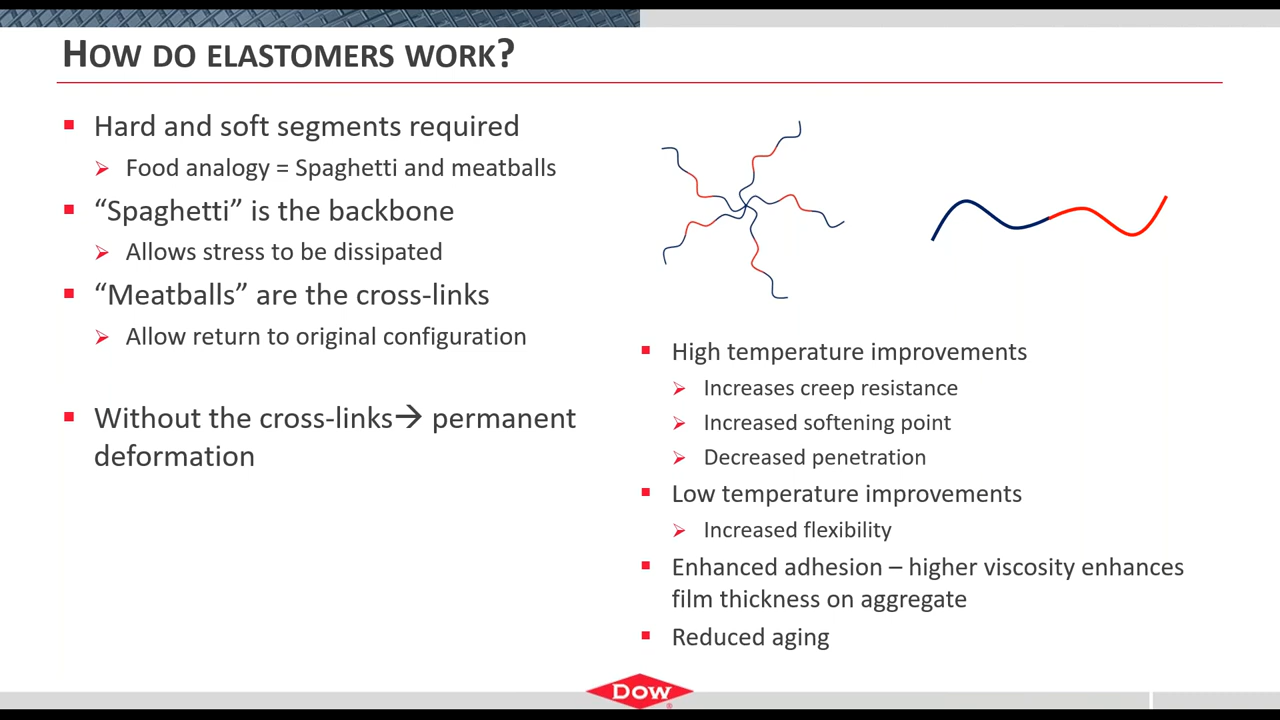 HOW DO ELASTOMERS WORK?
▪ Hard and soft segments required
➢ Food analogy = Spaghetti and meatballs
▪ “Spaghetti” is the backbone
➢ Allows stress to be dissipated
▪ “Meatballs” are the cross-links
➢ Allow return to original configuration
▪ Without the cross-links→ permanent
deformation
▪ High temperature improvements
➢ Increases creep resistance
➢ Increased softening point
➢ Decreased penetration
▪ Low temperature improvements
➢ Increased flexibility
▪ Enhanced adhesion – higher viscosity enhances
film thickness on aggregate
▪ Reduced aging
DOW®